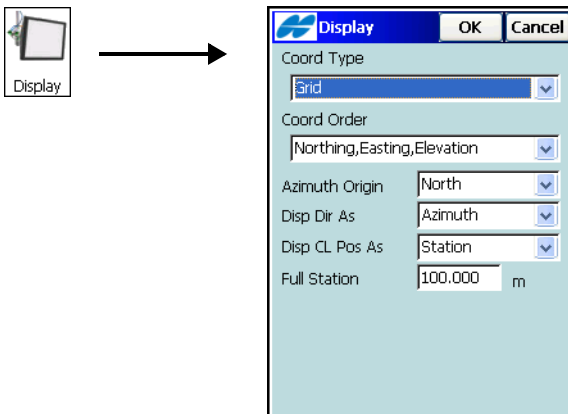 Display
Display OK Cancel
Coord Type
Grid
Coord Order
Northing,Easting,Elevation
Azimuth Origin North
Disp Dir As Azimuth
Disp CL Pos As Station
Full Station 100.000 m